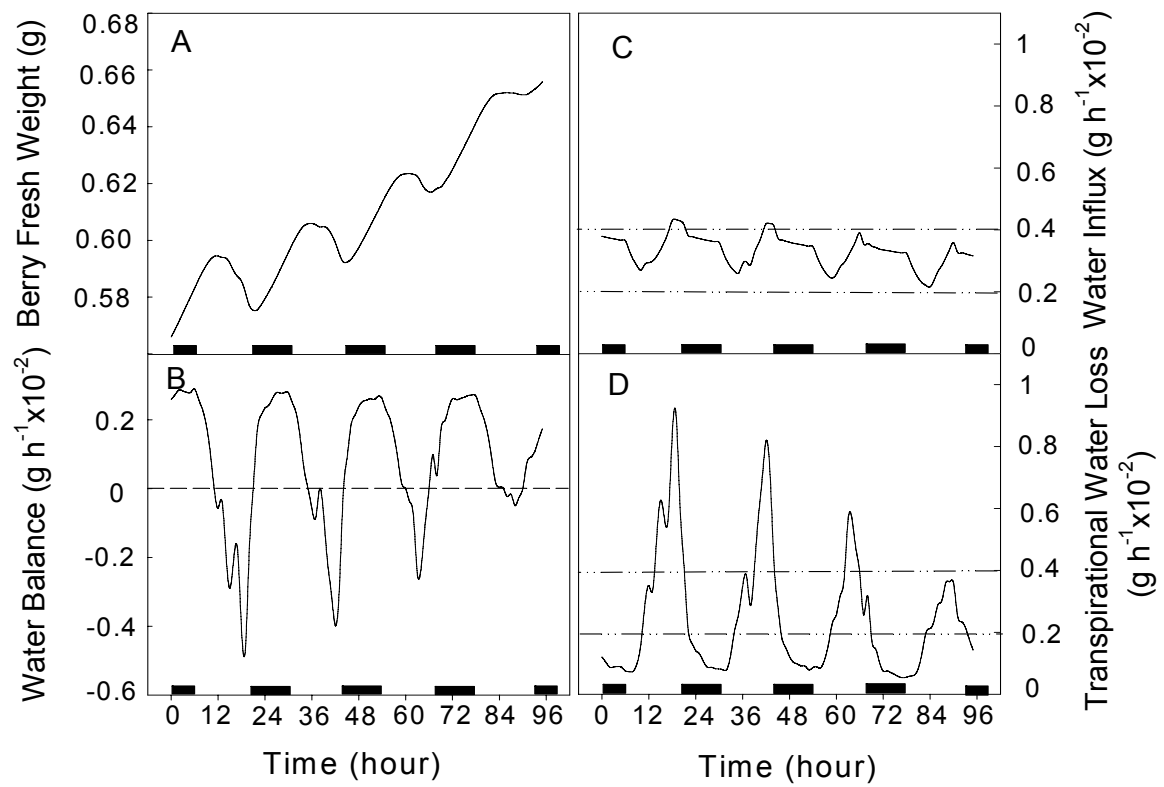 Berry Fresh Weight (g)
0.68
0.66
0.64
0.62
0.60
0.58
A
C
1
0.8
0.6
0.4
0.2
0
Water Influx (g h⁻¹x10⁻²)
Water Balance (g h⁻¹x10⁻²)
0.2
0
-0.2
-0.4
-0.6
B
D
1
0.8
0.6
0.4
0.2
0
Transpirational Water Loss
(g h⁻¹x10⁻²)
0 12 24 36 48 60 72 84 96
0 12 24 36 48 60 72 84 96
Time (hour)
Time (hour)